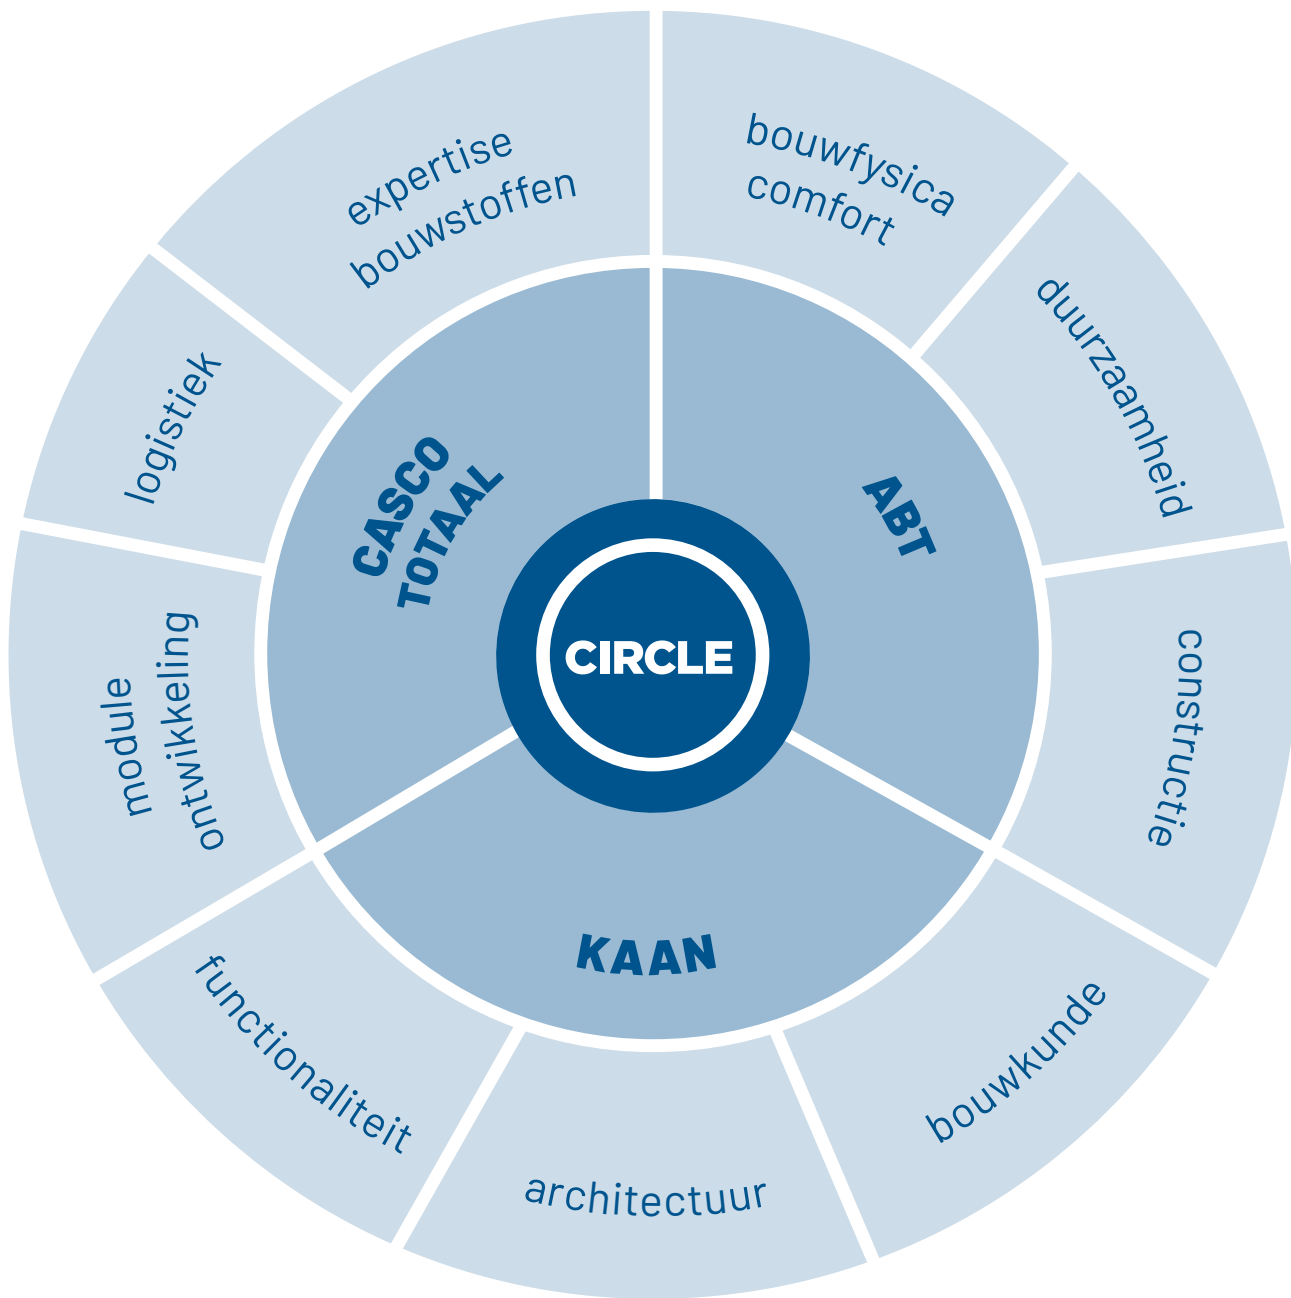 expertise
bouwstoffen
bouwfysica
comfort
duurzaamheid
logistiek
CASCO
TOTAAL
ABT
CIRCLE
constructie
module
ontwikkeling
KAAN
functionaliteit
bouwkunde
architectuur